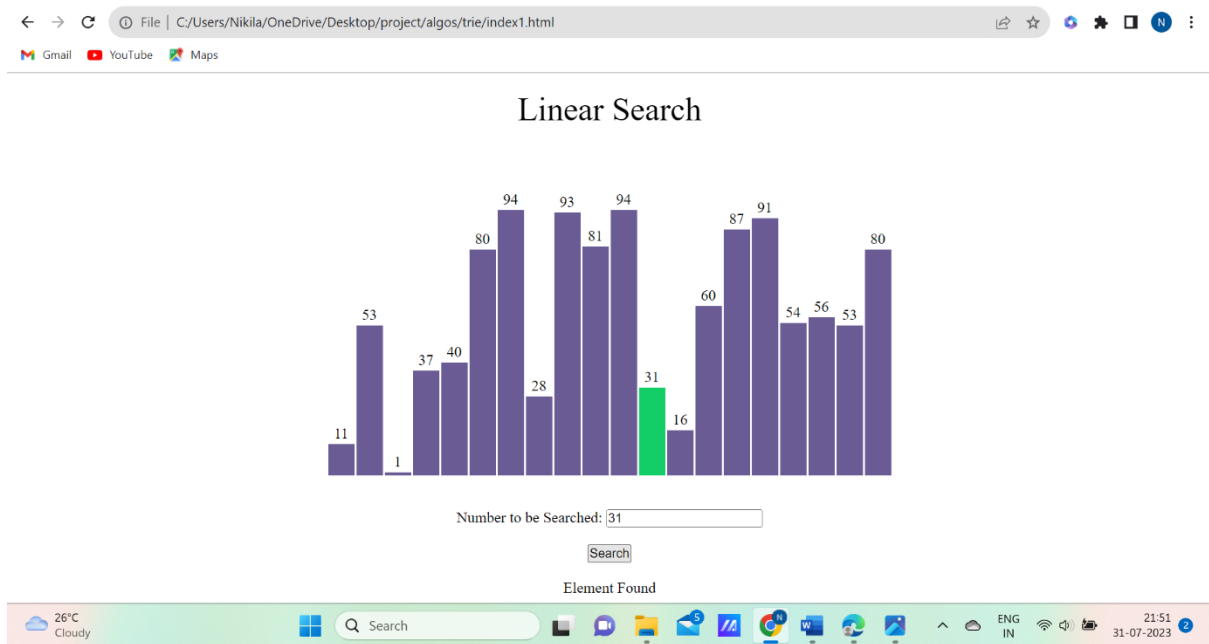 File | C:/Users/Nikila/OneDrive/Desktop/project/algos/trie/index1.html
N
Gmail YouTube Maps
Linear Search
94 93 94
87 91
80 81 80
60
53 54 56 53
37 40
28 31
16
11
1
Number to be Searched: 31
Search
Element Found
26°C
Cloudy
Search
5
N
ENG
IN
21:51
31-07-2023
2